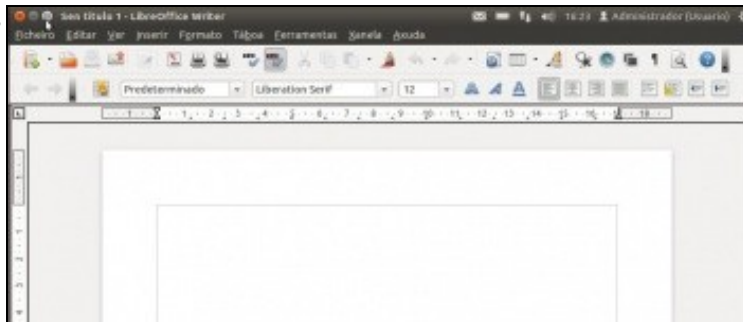 Sen título 1 - LibreOffice Writer 16:23 Administrador (Usuario)
Ficheiro Editar Ver Inserir Formato Táboa Ferramentas Xanela Axuda
Predeterminado Liberation Serif 12